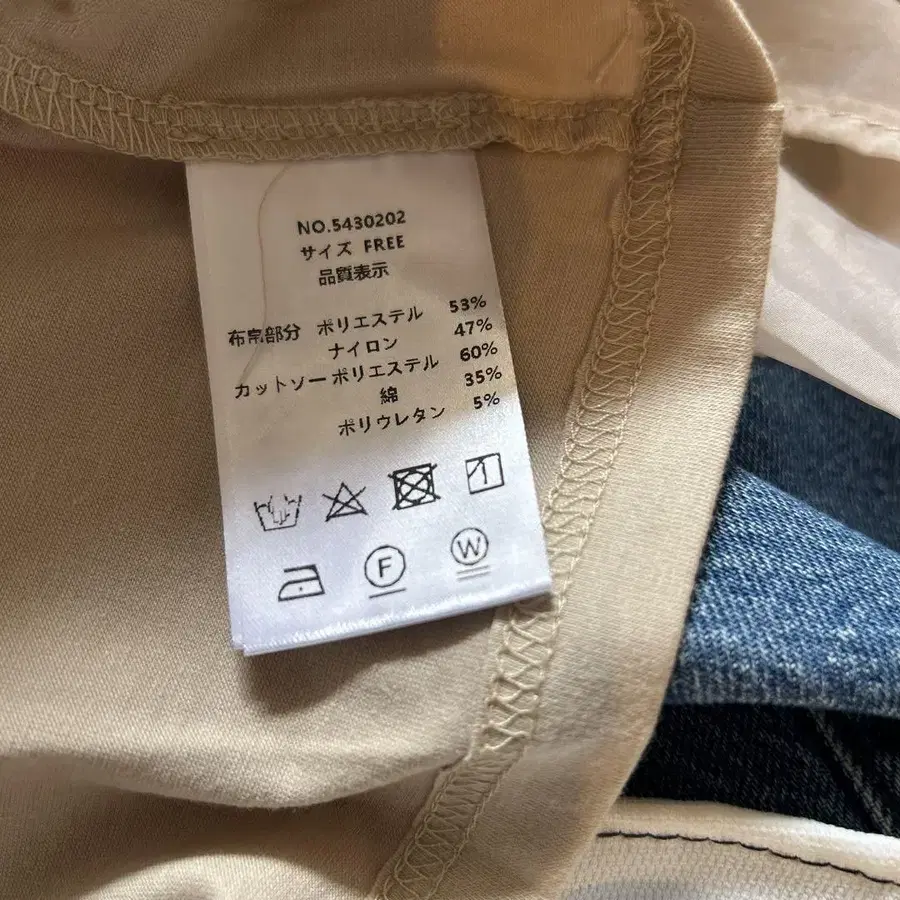 NO.5430202
サイズ FREE
品質表示
布帛部分 ポリエステル 53%
ナイロン 47%
カットソー ポリエステル 60%
綿 35%
ポリウレタン 5%
F
W